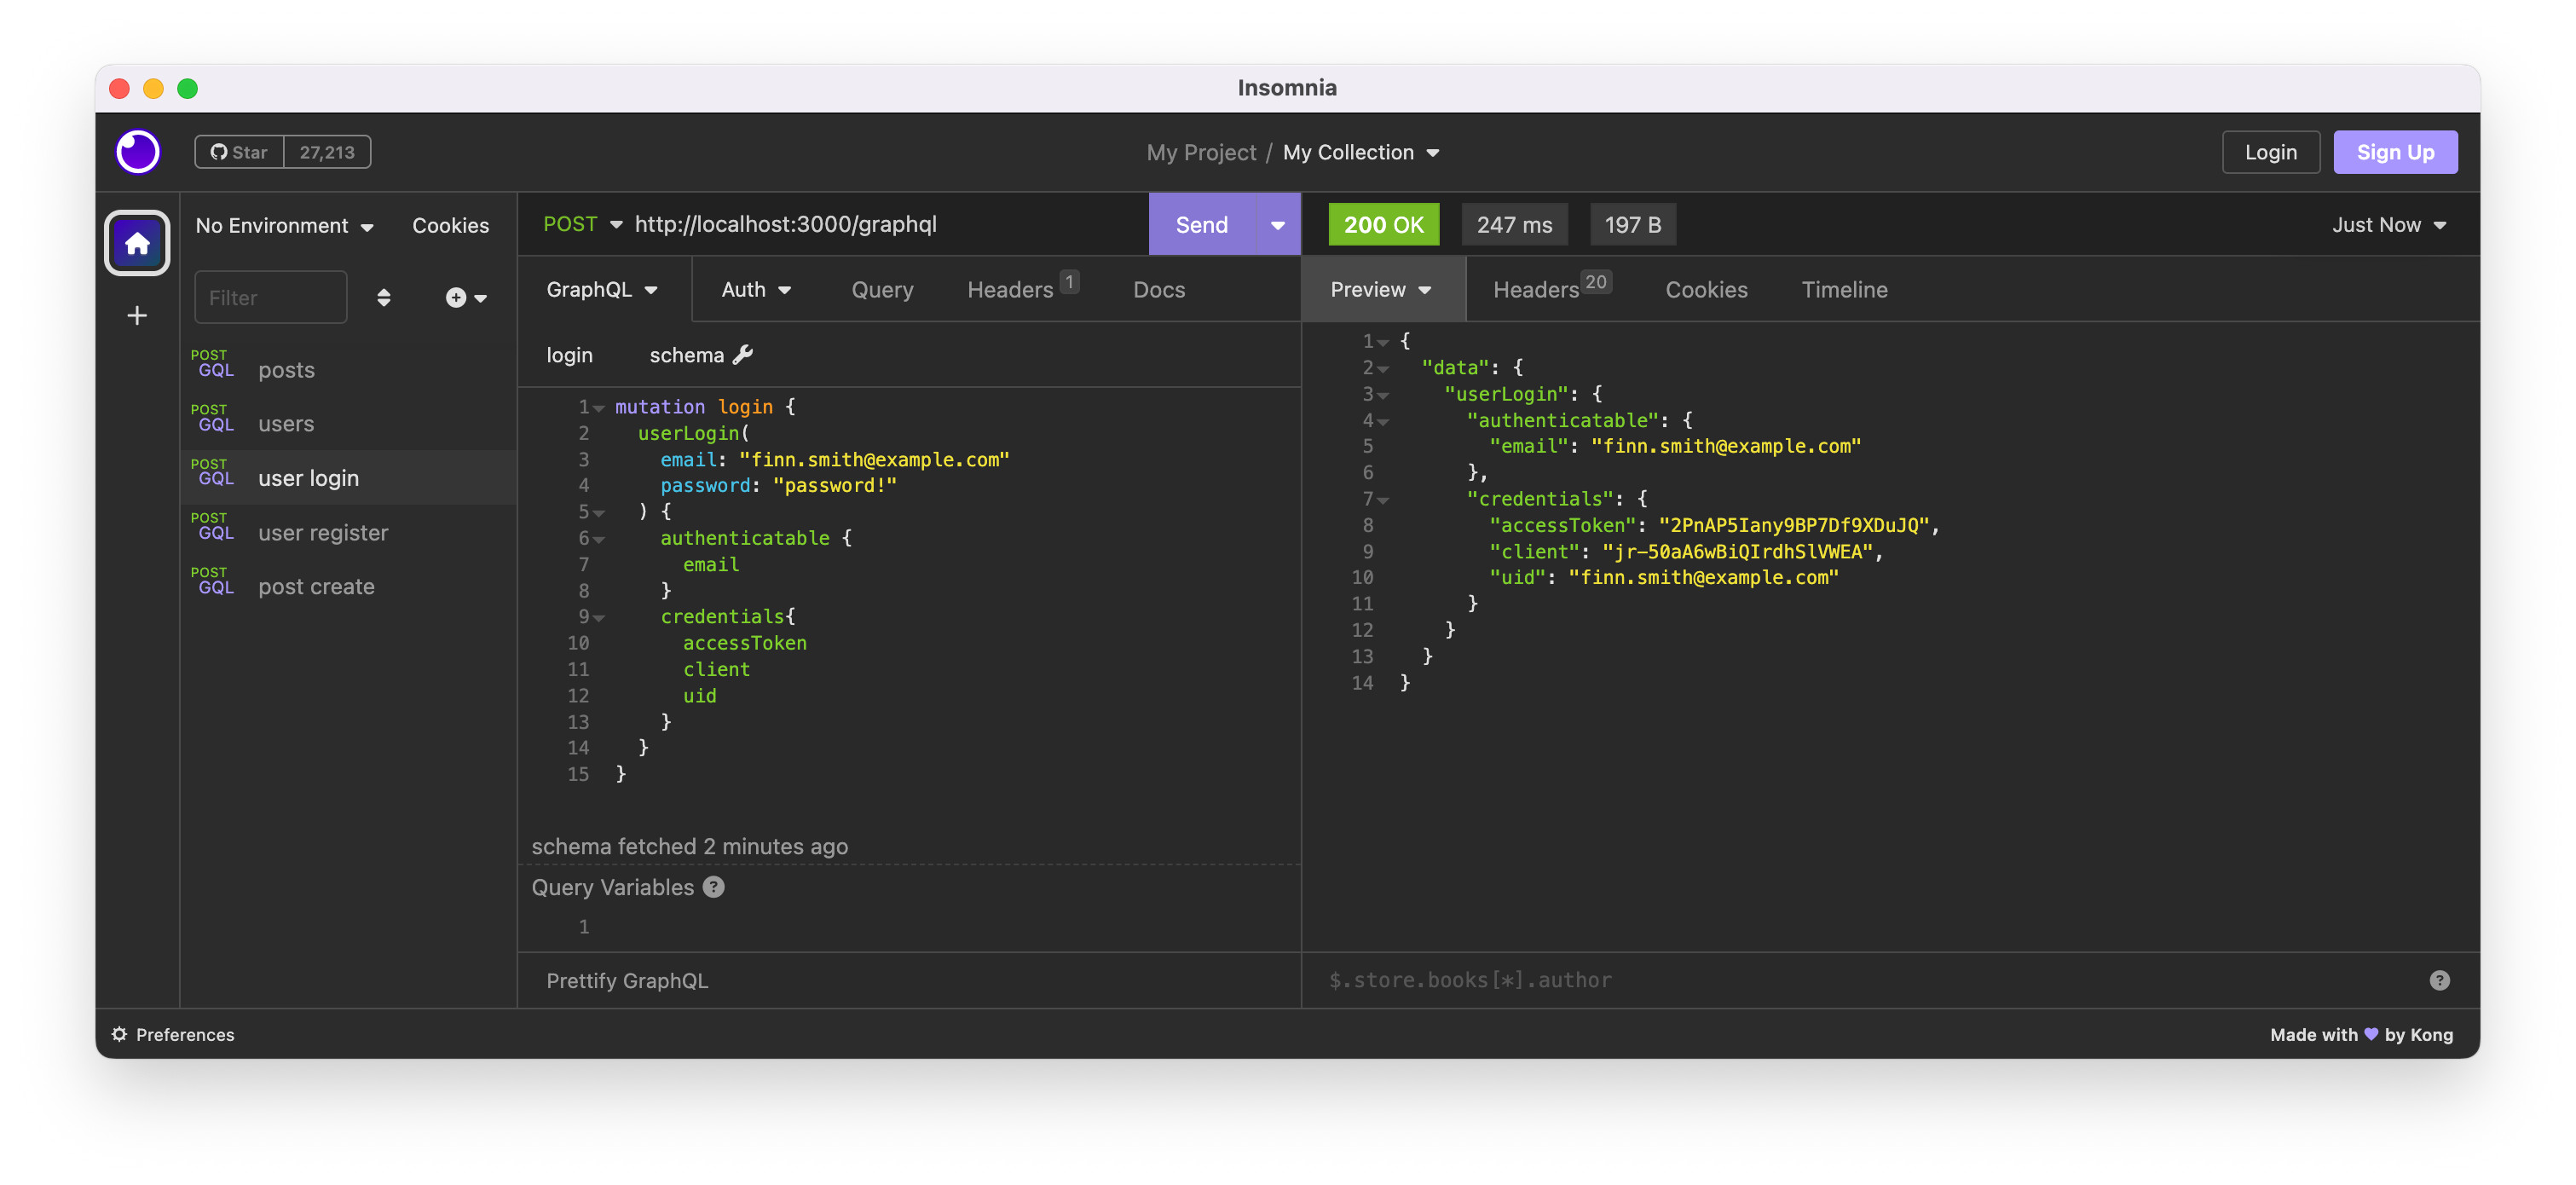 Insomnia
Star 27,213
My Project / My Collection
Login
Sign Up
No Environment
Cookies
Filter
POST GQL posts
POST GQL users
POST GQL user login
POST GQL user register
POST GQL post create
POST http://localhost:3000/graphql
Send
GraphQL Auth Query Headers 1 Docs
login schema
1 mutation login {
2 userLogin(
3 email: "finn.smith@example.com"
4 password: "password!"
5 ) {
6 authenticatable {
7 email
8 }
9 credentials{
10 accessToken
11 client
12 uid
13 }
14 }
15 }
schema fetched 2 minutes ago
Query Variables ?
1
Prettify GraphQL
200 OK 247 ms 197 B Just Now
Preview Headers 20 Cookies Timeline
1 {
2 "data": {
3 "userLogin": {
4 "authenticatable": {
5 "email": "finn.smith@example.com"
6 },
7 "credentials": {
8 "accessToken": "2PnAP5Iany9BP7Df9XDuJQ",
9 "client": "jr-50aA6wBiQIrdhSlVWEA",
10 "uid": "finn.smith@example.com"
11 }
12 }
13 }
14 }
$.store.books[*].author ?
Preferences
Made with 💜 by Kong